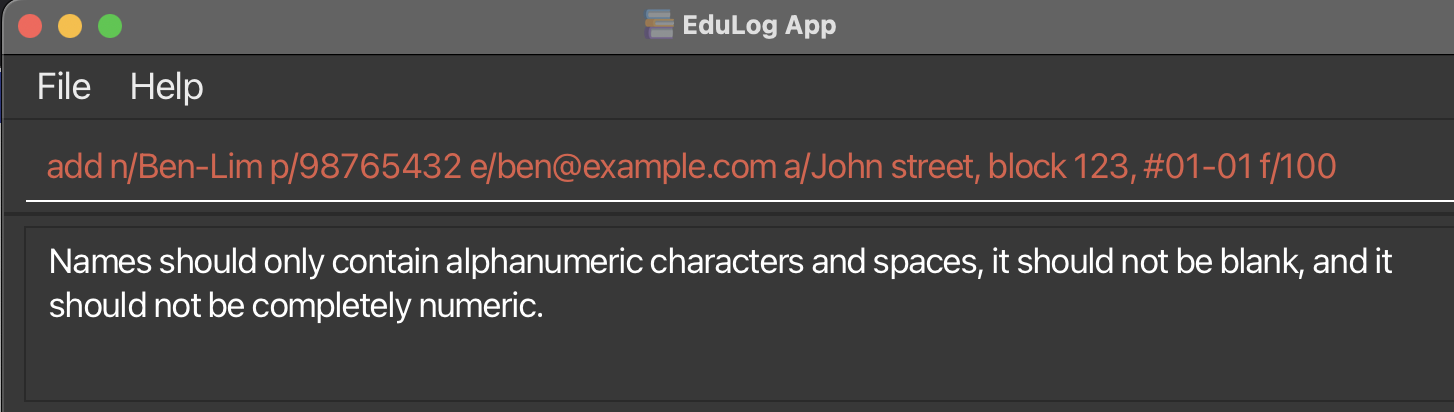 EduLog App
File Help
add n/Ben-Lim p/98765432 e/ben@example.com a/John street, block 123, #01-01 f/100
Names should only contain alphanumeric characters and spaces, it should not be blank, and it
should not be completely numeric.